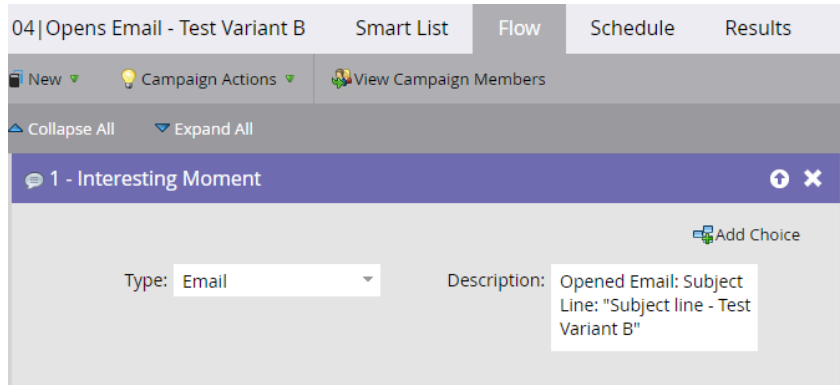 04|Opens Email - Test Variant B Smart List Flow Schedule Results
New Campaign Actions View Campaign Members
Collapse All Expand All
1 - Interesting Moment
Add Choice
Type: Email Description: Opened Email: Subject
Line: "Subject line - Test
Variant B"